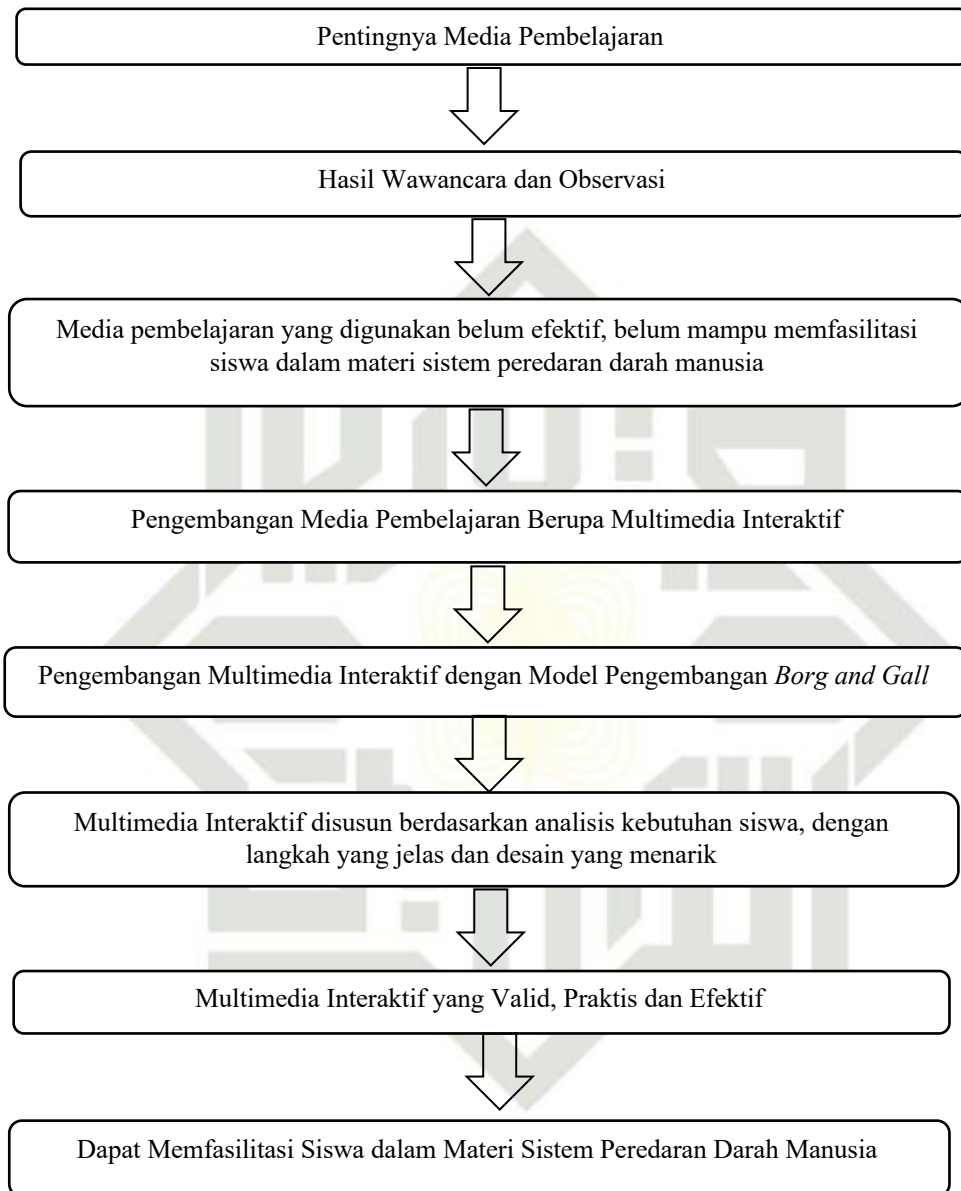 Pentingnya Media Pembelajaran
Hasil Wawancara dan Observasi
Media pembelajaran yang digunakan belum efektif, belum mampu memfasilitasi
siswa dalam materi sistem peredaran darah manusia
Pengembangan Media Pembelajaran Berupa Multimedia Interaktif
Pengembangan Multimedia Interaktif dengan Model Pengembangan Borg and Gall
Multimedia Interaktif disusun berdasarkan analisis kebutuhan siswa, dengan
langkah yang jelas dan desain yang menarik
Multimedia Interaktif yang Valid, Praktis dan Efektif
Dapat Memfasilitasi Siswa dalam Materi Sistem Peredaran Darah Manusia